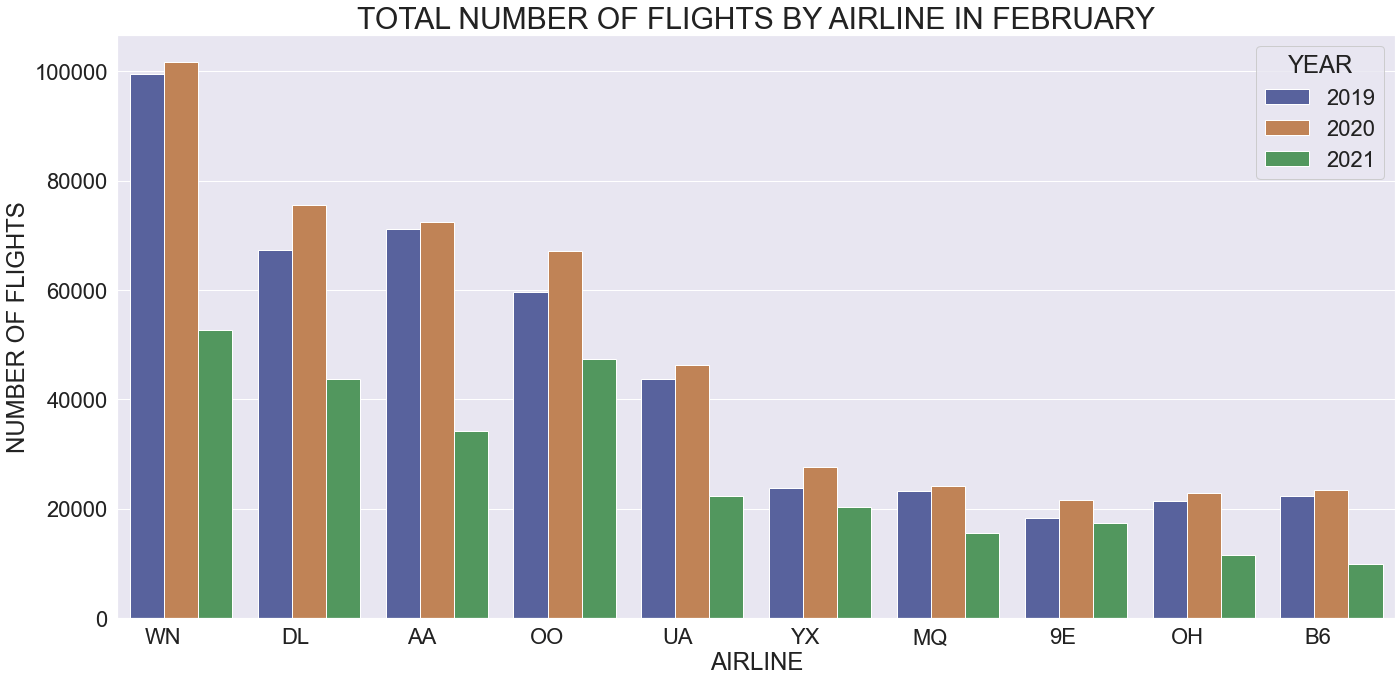 TOTAL NUMBER OF FLIGHTS BY AIRLINE IN FEBRUARY
YEAR
2019
2020
2021
NUMBER OF FLIGHTS
100000
80000
60000
40000
20000
0
WN DL AA OO UA YX MQ 9E OH B6
AIRLINE